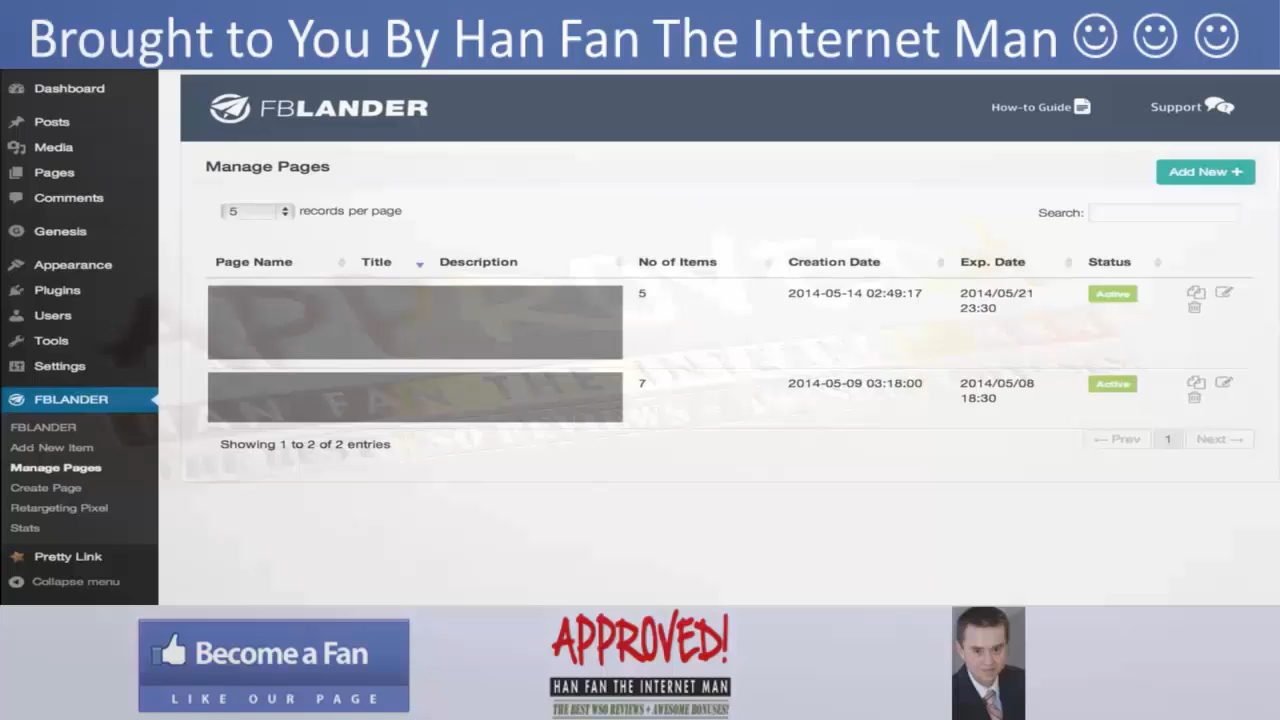 Brought to You By Han Fan The Internet Man
Dashboard
Posts
Media
Pages
Comments
Genesis
Appearance
Plugins
Users
Tools
Settings
FBLANDER
FBLANDER
Add New Item
Manage Pages
Create Page
Retargeting Pixel
Stats
Pretty Link
Collapse menu
FBLANDER
How-to Guide
Support
Manage Pages
Add New +
5 records per page
Search:
Page Name Title Description No of Items Creation Date Exp. Date Status
5 2014-05-14 02:49:17 2014/05/21 Active
23:30
7 2014-05-09 03:18:00 2014/05/08 Active
18:30
Showing 1 to 2 of 2 entries
← Prev 1 Next →
HAN FAN THE INTERN
Become a Fan
LIKE OUR PAGE
APPROVED!
HAN FAN THE INTERNET MAN
THE BEST WSO REVIEWS + AWESOME BONUSES!